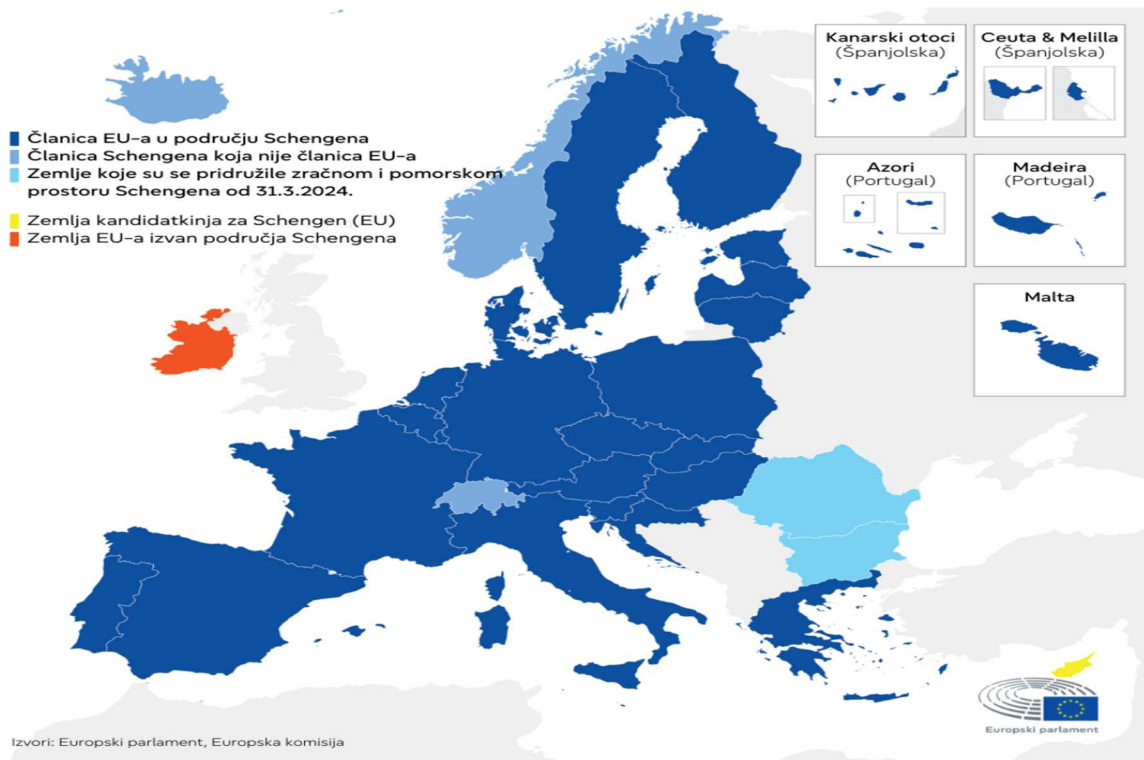 Kanarski otoci
(Španjolska)
Ceuta & Melilla
(Španjolska)
Članica EU-a u području Schengena
Članica Schengena koja nije članica EU-a
Zemlje koje su se pridružile zračnom i pomorskom
prostoru Schengena od 31.3.2024.
Zemlja kandidatkinja za Schengen (EU)
Zemlja EU-a izvan područja Schengena
Azori
(Portugal)
Madeira
(Portugal)
Malta
Europski parlament
Izvori: Europski parlament, Europska komisija